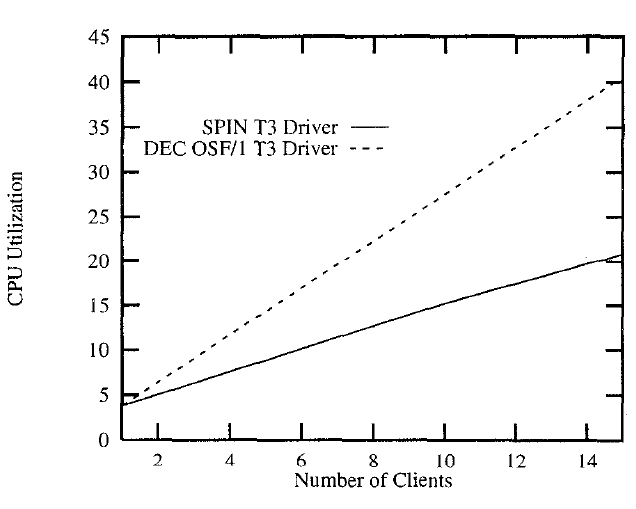 45
40
35
30
25
20
15
10
5
0
CPU Utilization
SPIN T3 Driver
DEC OSF/1 T3 Driver
2 4 6 8 10 12 14
Number of Clients